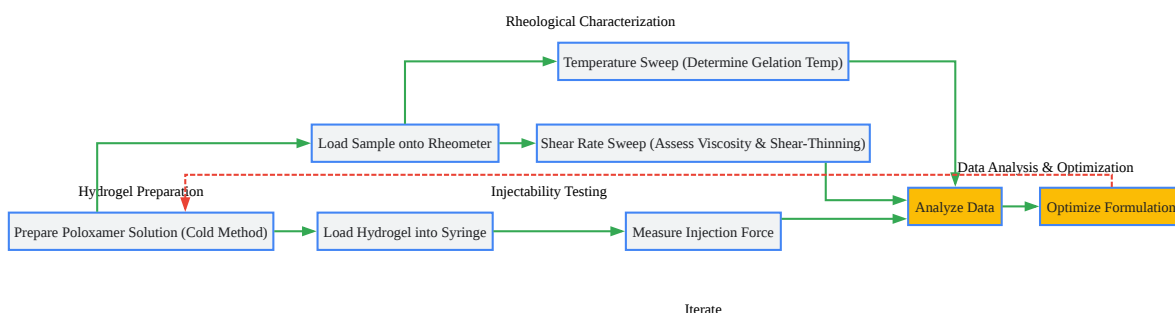 Rheological Characterization
Temperature Sweep (Determine Gelation Temp)
Load Sample onto Rheometer
Shear Rate Sweep (Assess Viscosity & Shear-Thinning)
Data Analysis & Optimization
Hydrogel Preparation
Injectability Testing
Analyze Data
Optimize Formulation
Prepare Poloxamer Solution (Cold Method)
Load Hydrogel into Syringe
Measure Injection Force
Iterate